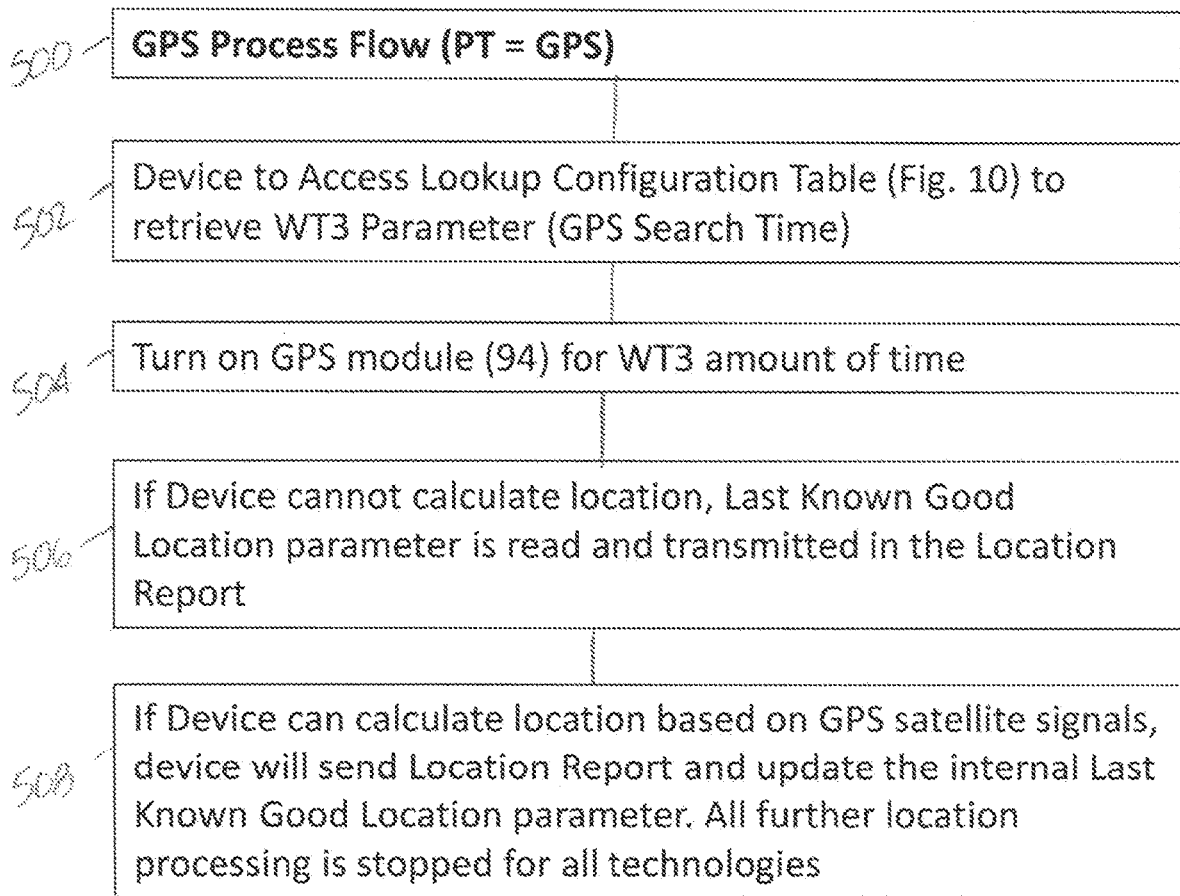 500
GPS Process Flow (PT = GPS)
502
Device to Access Lookup Configuration Table (Fig. 10) to
retrieve WT3 Parameter (GPS Search Time)
504
Turn on GPS module (94) for WT3 amount of time
506
If Device cannot calculate location, Last Known Good
Location parameter is read and transmitted in the Location
Report
508
If Device can calculate location based on GPS satellite signals,
device will send Location Report and update the internal Last
Known Good Location parameter. All further location
processing is stopped for all technologies